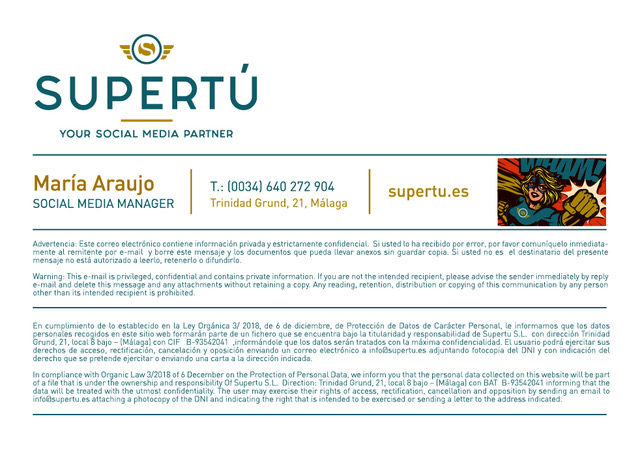 S
SUPERTÚ
YOUR SOCIAL MEDIA PARTNER
María Araujo
SOCIAL MEDIA MANAGER
T.: (0034) 640 272 904
Trinidad Grund, 21, Málaga
supertu.es
WHAM!
Advertencia: Este correo electrónico contiene información privada y estrictamente confidencial. Si usted lo ha recibido por error, por favor comuníquelo inmediata-
mente al remitente por e-mail y borre este mensaje y los documentos que pueda llevar anexos sin guardar copia. Si usted no es el destinatario del presente
mensaje no está autorizado a leerlo, retenerlo o difundirlo.
Warning: This e-mail is privileged, confidential and contains private information. If you are not the intended recipient, please advise the sender immediately by reply
e-mail and delete this message and any attachments without retaining a copy. Any reading, retention, distribution or copying of this communication by any person
other than its intended recipient is prohibited.
En cumplimiento de lo establecido en la Ley Orgánica 3/ 2018, de 6 de diciembre, de Protección de Datos de Carácter Personal, le informamos que los datos
personales recogidos en este sitio web formarán parte de un fichero que se encuentra bajo la titularidad y responsabilidad de Supertu S.L. con dirección Trinidad
Grund, 21, local 8 bajo – (Málaga) con CIF B-93542041 ,informándole que los datos serán tratados con la máxima confidencialidad. El usuario podrá ejercitar sus
derechos de acceso, rectificación, cancelación y oposición enviando un correo electrónico a info@supertu.es adjuntando fotocopia del DNI y con indicación del
derecho que se pretende ejercitar o enviando una carta a la dirección indicada.
In compliance with Organic Law 3/2018 of 6 December on the Protection of Personal Data, we inform you that the personal data collected on this website will be part
of a file that is under the ownership and responsibility Of Supertu S.L. Direction: Trinidad Grund, 21, local 8 bajo – (Málaga) con BAT B-93542041 informing that the
data will be treated with the utmost confidentiality. The user may exercise their rights of access, rectification, cancellation and opposition by sending an email to
info@supertu.es attaching a photocopy of the DNI and indicating the right that is intended to be exercised or sending a letter to the address indicated.